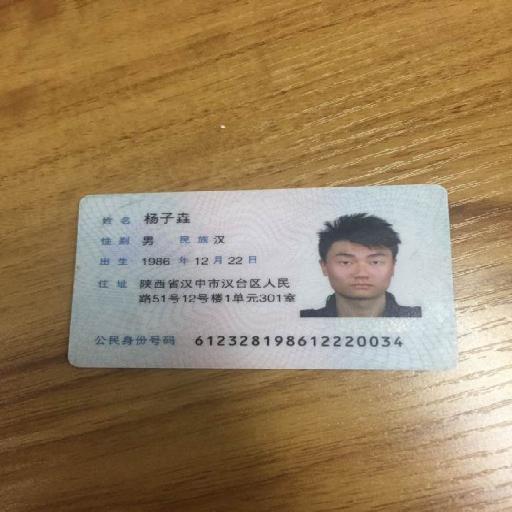 姓名 杨子
性别 男 民族 汉
出生 1986 年 12 月 22 日
住址 陕西省汉中市汉台区人民
路51号12号楼1单元301室
公民身份号码 612328198612220034